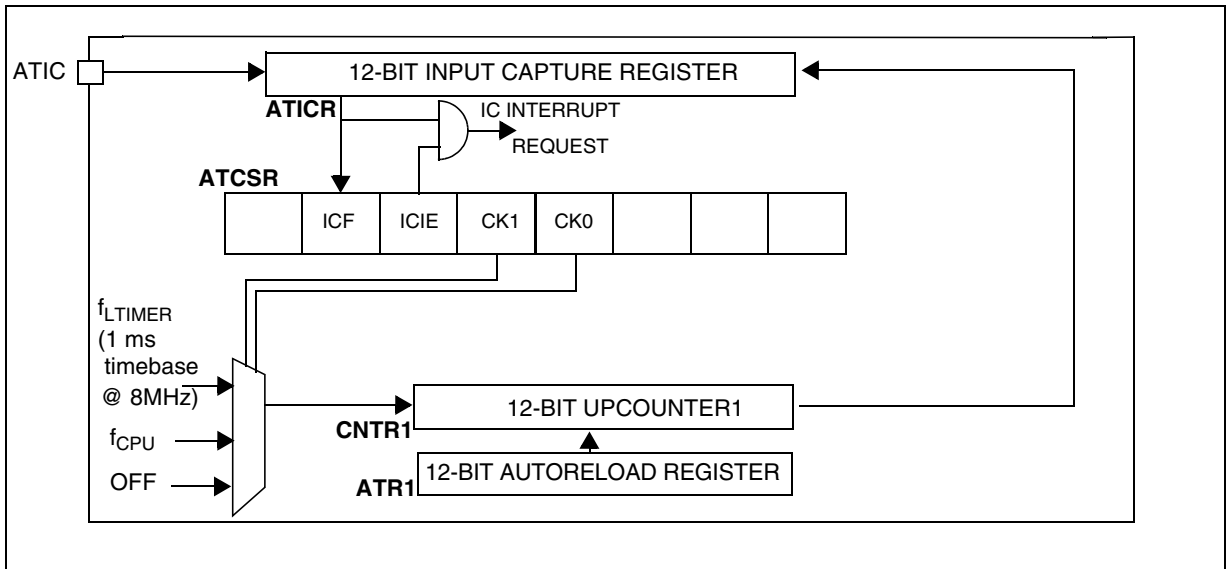 ATIC
12-BIT INPUT CAPTURE REGISTER
ATICR
IC INTERRUPT
REQUEST
ATCSR
ICF ICIE CK1 CK0
fLTIMER
(1 ms
timebase
@ 8MHz)
12-BIT UPCOUNTER1
CNTR1
fCPU
12-BIT AUTORELOAD REGISTER
OFF
ATR1